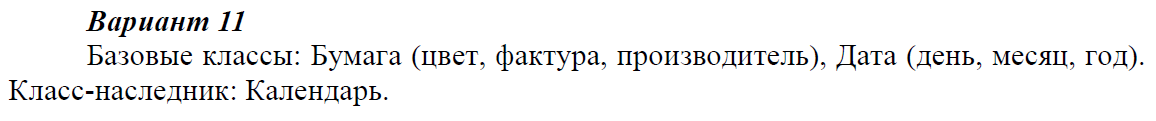 Вариант 11
Базовые классы: Бумага (цвет, фактура, производитель), Дата (день, месяц, год).
Класс-наследник: Календарь.